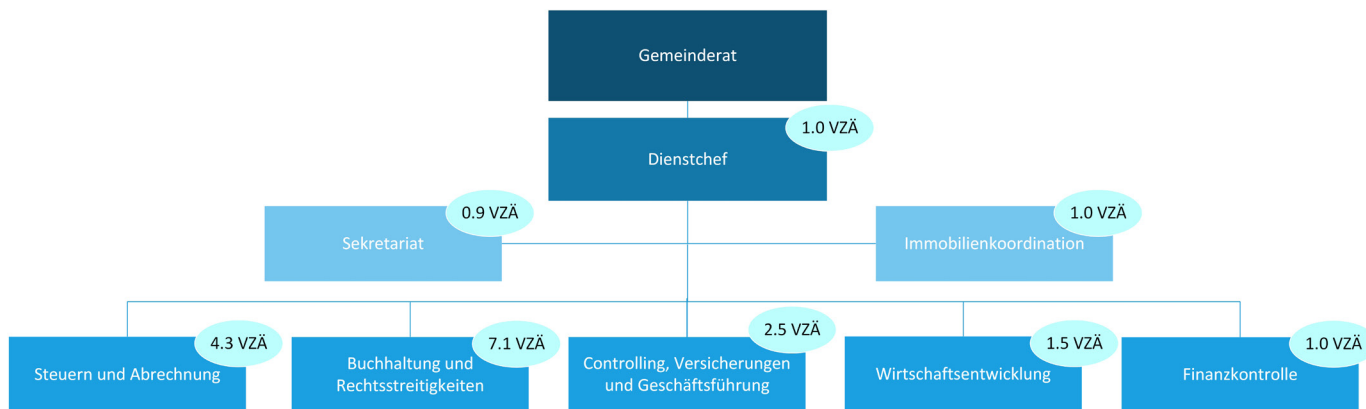 Gemeinderat
1.0 VZÄ
Dienstchef
0.9 VZÄ
Sekretariat
1.0 VZÄ
Immobilienkoordination
4.3 VZÄ
Steuern und Abrechnung
7.1 VZÄ
Buchhaltung und
Rechtsstreitigkeiten
2.5 VZÄ
Controlling, Versicherungen
und Geschäftsführung
1.5 VZÄ
Wirtschaftsentwicklung
1.0 VZÄ
Finanzkontrolle